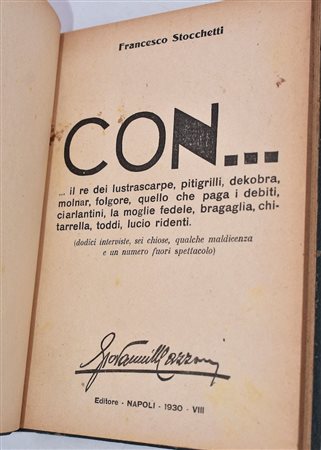 Francesco Stocchetti
CON...
... il re dei lustrascarpe, pitigrilli, dekobra,
molnar, folgore, quello che paga i debiti,
ciarlantini, la moglie fedele, bragaglia, chi-
tarrella, toddi, lucio ridenti.
(dodici interviste, sei chiose, qualche maldicenza
e un numero fuori spettacolo)
Giovanni Mazzoni
Editore - NAPOLI - 1930 - VIII